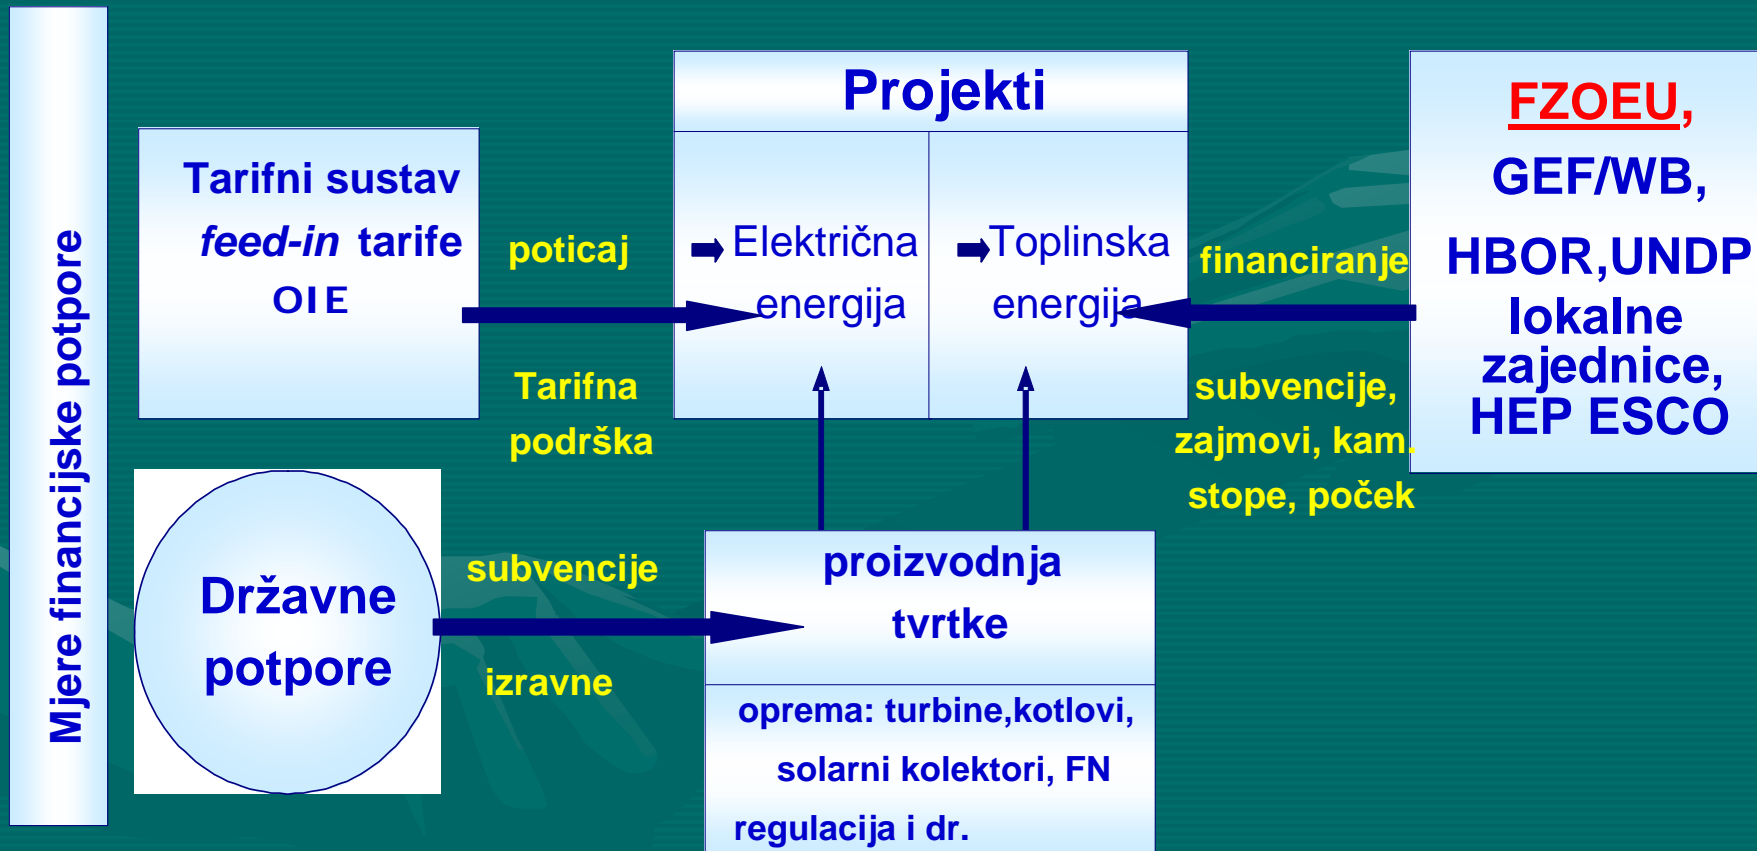 Mjere financijske potpore
Tarifni sustav
feed-in tarife
OIE
poticaj
Tarifna
podrška
Projekti
Električna
energija
Toplinska
energija
financiranje
subvencije,
zajmovi, kam.
stope, poček
FZOEU,
GEF/WB,
HBOR,UNDP
lokalne
zajednice,
HEP ESCO
Državne
potpore
subvencije
izravne
proizvodnja
tvrtke
oprema: turbine,kotlovi,
solarni kolektori, FN
regulacija i dr.